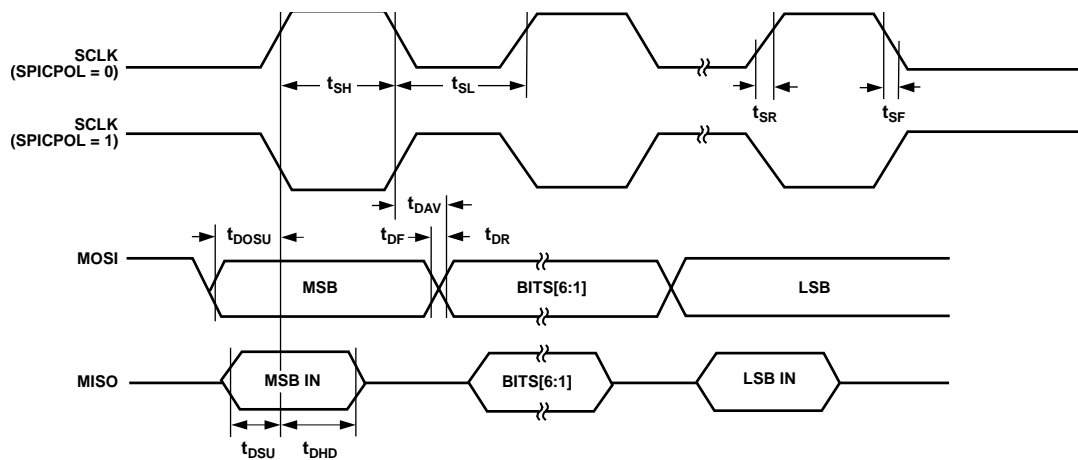 SCLK
(SPICPOL = 0)
tSH
tSL
tSR
tSF
SCLK
(SPICPOL = 1)
tDAV
tDOSU
tDF
tDR
MOSI
MSB
BITS[6:1]
LSB
MISO
MSB IN
BITS[6:1]
LSB IN
tDSU
tDHD